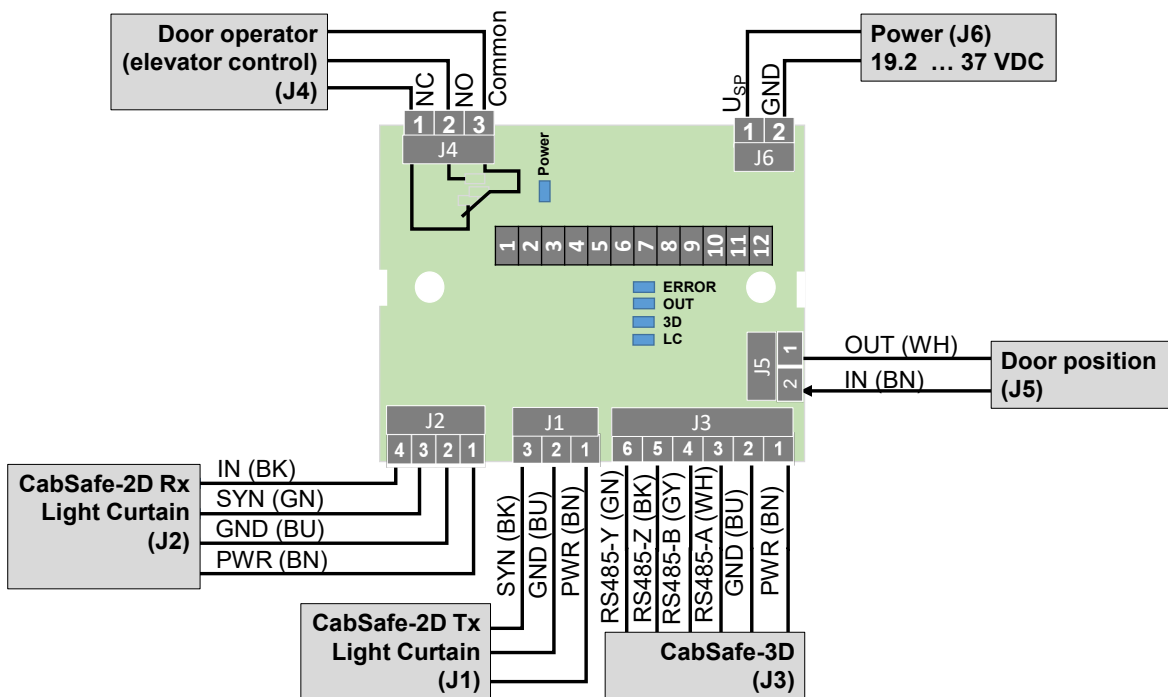 Door operator
(elevator control)
(J4)
NC
NO
Common
1 2 3
J4
Power
Power (J6)
19.2 … 37 VDC
U_SP
GND
1 2
J6
1 2 3 4 5 6 7 8 9 10 11 12
ERROR
OUT
3D
LC
J5
1
2
OUT (WH)
IN (BN)
Door position
(J5)
J2
4 3 2 1
J1
3 2 1
J3
6 5 4 3 2 1
CabSafe-2D Rx
Light Curtain
(J2)
IN (BK)
SYN (GN)
GND (BU)
PWR (BN)
SYN (BK)
GND (BU)
PWR (BN)
RS485-Y (GN)
RS485-Z (BK)
RS485-B (GY)
RS485-A (WH)
GND (BU)
PWR (BN)
CabSafe-2D Tx
Light Curtain
(J1)
CabSafe-3D
(J3)